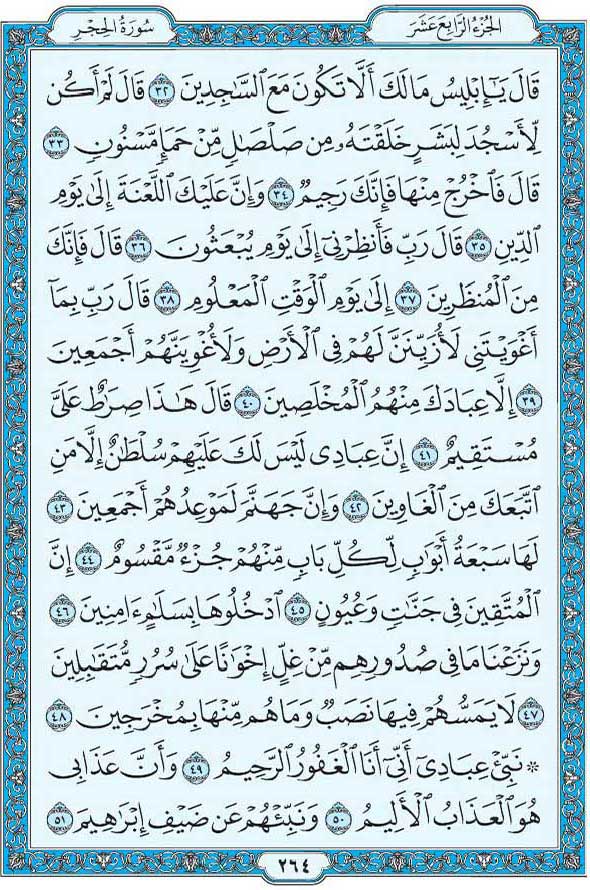 سُورَةُ الحِجْرِ
الجُزْءُ الرَّابِعَ عَشَرَ
قَالَ يَٰٓإِبۡلِيسُ مَا لَكَ أَلَّا تَكُونَ مَعَ ٱلسَّٰجِدِينَ ٣٢ قَالَ لَمۡ أَكُن
لِّأَسۡجُدَ لِبَشَرٍ خَلَقۡتَهُۥ مِن صَلۡصَٰلٖ مِّنۡ حَمَإٖ مَّسۡنُونٖ ٣٣
قَالَ فَٱخۡرُجۡ مِنۡهَا فَإِنَّكَ رَجِيمٞ ٣٤ وَإِنَّ عَلَيۡكَ ٱللَّعۡنَةَ إِلَىٰ يَوۡمِ
ٱلدِّينِ ٣٥ قَالَ رَبِّ فَأَنظِرۡنِيٓ إِلَىٰ يَوۡمِ يُبۡعَثُونَ ٣٦ قَالَ فَإِنَّكَ
مِنَ ٱلۡمُنظَرِينَ ٣٧ إِلَىٰ يَوۡمِ ٱلۡوَقۡتِ ٱلۡمَعۡلُومِ ٣٨ قَالَ رَبِّ بِمَآ
أَغۡوَيۡتَنِي لَأُزَيِّنَنَّ لَهُمۡ فِي ٱلۡأَرۡضِ وَلَأُغۡوِيَنَّهُمۡ أَجۡمَعِينَ
٣٩ إِلَّا عِبَادَكَ مِنۡهُمُ ٱلۡمُخۡلَصِينَ ٤٠ قَالَ هَٰذَا صِرَٰطٌ عَلَيَّ
مُسۡتَقِيمٌ ٤١ إِنَّ عِبَادِي لَيۡسَ لَكَ عَلَيۡهِمۡ سُلۡطَٰنٌ إِلَّا مَنِ
ٱتَّبَعَكَ مِنَ ٱلۡغَاوِينَ ٤٢ وَإِنَّ جَهَنَّمَ لَمَوۡعِدُهُمۡ أَجۡمَعِينَ ٤٣
لَهَا سَبۡعَةُ أَبۡوَٰبٖ لِّكُلِّ بَابٖ مِّنۡهُمۡ جُزۡءٞ مَّقۡسُومٌ ٤٤ إِنَّ
ٱلۡمُتَّقِينَ فِي جَنَّٰتٖ وَعُيُونٍ ٤٥ ٱدۡخُلُوهَا بِسَلَٰمٍ ءَامِنِينَ ٤٦
وَنَزَعۡنَا مَا فِي صُدُورِهِم مِّنۡ غِلٍّ إِخۡوَٰنًا عَلَىٰ سُرُرٖ مُّتَقَٰبِلِينَ
٤٧ لَا يَمَسُّهُمۡ فِيهَا نَصَبٞ وَمَا هُم مِّنۡهَا بِمُخۡرَجِينَ ٤٨
۞ نَبِّئۡ عِبَادِيٓ أَنِّيٓ أَنَا ٱلۡغَفُورُ ٱلرَّحِيمُ ٤٩ وَأَنَّ عَذَابِي
هُوَ ٱلۡعَذَابُ ٱلۡأَلِيمُ ٥٠ وَنَبِّئۡهُمۡ عَن ضَيۡفِ إِبۡرَٰهِيمَ ٥١
٢٦٤